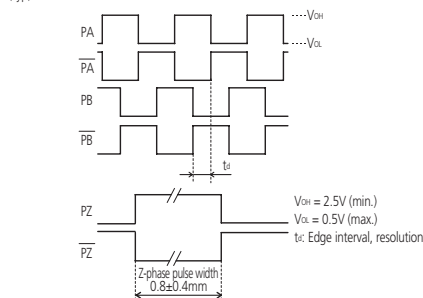 PA
VOH
VOL
PA
PB
PB
td
PZ
PZ
VOH = 2.5V (min.)
VOL = 0.5V (max.)
td: Edge interval, resolution
Z-phase pulse width
0.8±0.4mm